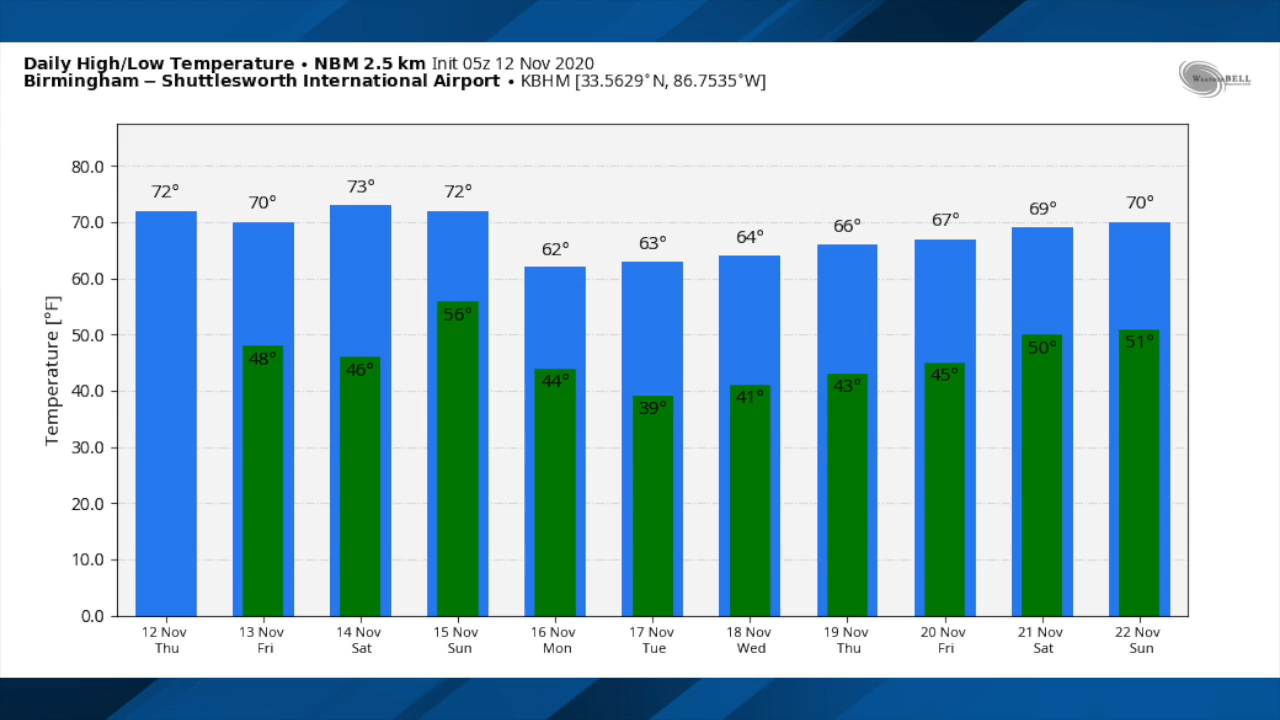 Daily High/Low Temperature • NBM 2.5 km Init 05z 12 Nov 2020
Birmingham – Shuttlesworth International Airport • KBHM [33.5629°N, 86.7535°W]
WeatherBELL
80.0
70.0
60.0
50.0
40.0
30.0
20.0
10.0
0.0
Temperature [°F]
72° 70° 73° 72° 62° 63° 64° 66° 67° 69° 70°
48° 46° 56° 44° 39° 41° 43° 45° 50° 51°
12 Nov 13 Nov 14 Nov 15 Nov 16 Nov 17 Nov 18 Nov 19 Nov 20 Nov 21 Nov 22 Nov
Thu Fri Sat Sun Mon Tue Wed Thu Fri Sat Sun